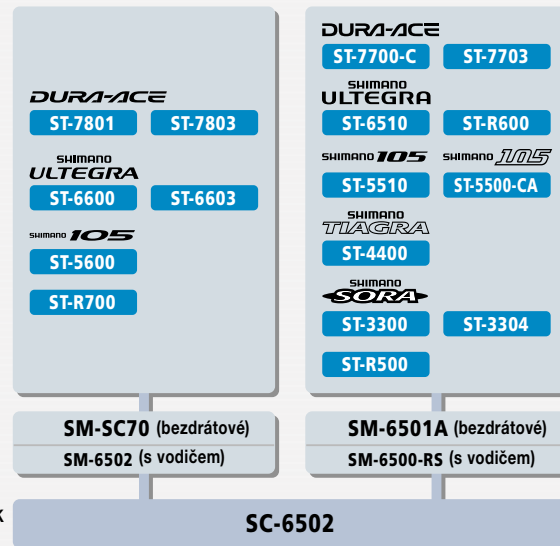 DURA-ACE
ST-7801 ST-7803
SHIMANO
ULTEGRA
ST-6600 ST-6603
SHIMANO 105
ST-5600
ST-R700
DURA-ACE
ST-7700-C ST-7703
SHIMANO
ULTEGRA
ST-6510 ST-R600
SHIMANO 105 SHIMANO 105
ST-5510 ST-5500-CA
SHIMANO
TIAGRA
ST-4400
SHIMANO
SORA
ST-3300 ST-3304
ST-R500
SM-SC70 (bezdrátové)
SM-6502 (s vodičem)
SM-6501A (bezdrátové)
SM-6500-RS (s vodičem)
K
SC-6502